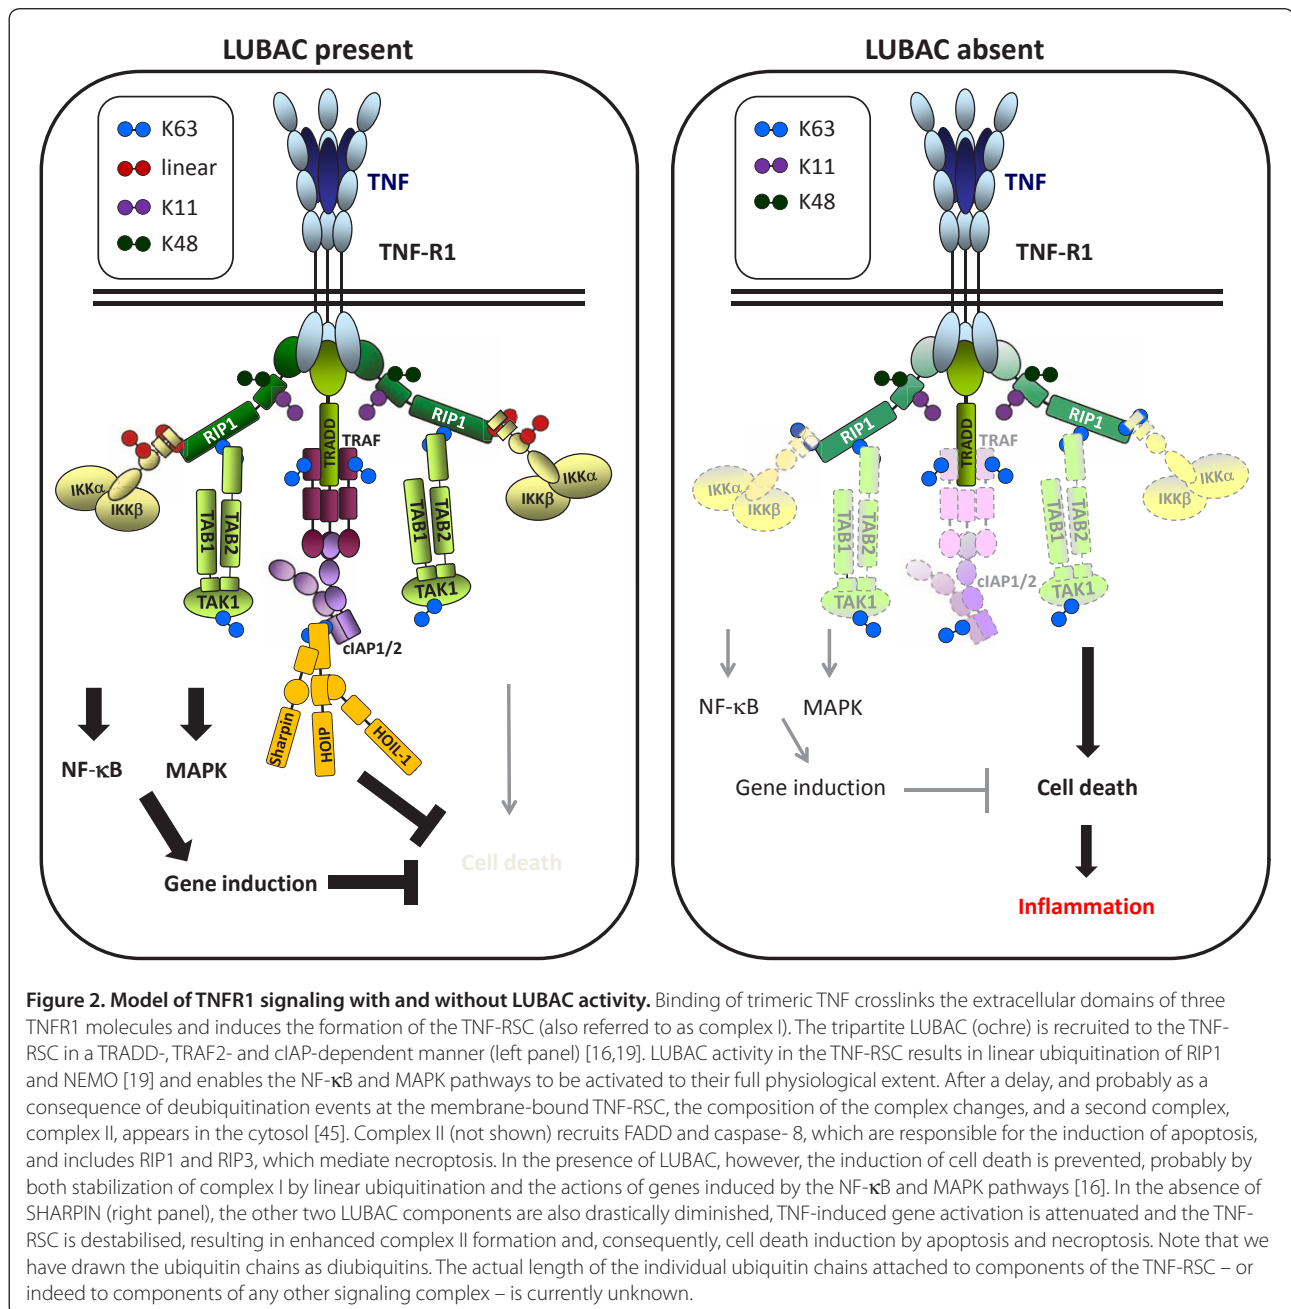 LUBAC present
LUBAC absent
K63
linear
K11
K48
TNF
TNF-R1
RIP1
RIP1
TRADD
TRAF
IKKα
IKKβ
IKKα
IKKβ
TAB1
TAB2
TAK1
TAB1
TAB2
TAK1
cIAP1/2
Sharpin
HOIP
HOIL-1
NF-κB
MAPK
Gene induction
Cell death
K63
K11
K48
TNF
TNF-R1
RIP1
RIP1
TRADD
TRAF
IKKα
IKKβ
IKKα
IKKβ
TAB1
TAB2
TAK1
TAB1
TAB2
TAK1
cIAP1/2
NF-κB
MAPK
Gene induction
Cell death
Inflammation
Figure 2. Model of TNFR1 signaling with and without LUBAC activity. Binding of trimeric TNF crosslinks the extracellular domains of three
TNFR1 molecules and induces the formation of the TNF-RSC (also referred to as complex I). The tripartite LUBAC (ochre) is recruited to the TNF-
RSC in a TRADD-, TRAF2- and cIAP-dependent manner (left panel) [16,19]. LUBAC activity in the TNF-RSC results in linear ubiquitination of RIP1
and NEMO [19] and enables the NF-κB and MAPK pathways to be activated to their full physiological extent. After a delay, and probably as a
consequence of deubiquitination events at the membrane-bound TNF-RSC, the composition of the complex changes, and a second complex,
complex II, appears in the cytosol [45]. Complex II (not shown) recruits FADD and caspase- 8, which are responsible for the induction of apoptosis,
and includes RIP1 and RIP3, which mediate necroptosis. In the presence of LUBAC, however, the induction of cell death is prevented, probably by
both stabilization of complex I by linear ubiquitination and the actions of genes induced by the NF-κB and MAPK pathways [16]. In the absence of
SHARPIN (right panel), the other two LUBAC components are also drastically diminished, TNF-induced gene activation is attenuated and the TNF-
RSC is destabilised, resulting in enhanced complex II formation and, consequently, cell death induction by apoptosis and necroptosis. Note that we
have drawn the ubiquitin chains as diubiquitins. The actual length of the individual ubiquitin chains attached to components of the TNF-RSC – or
indeed to components of any other signaling complex – is currently unknown.